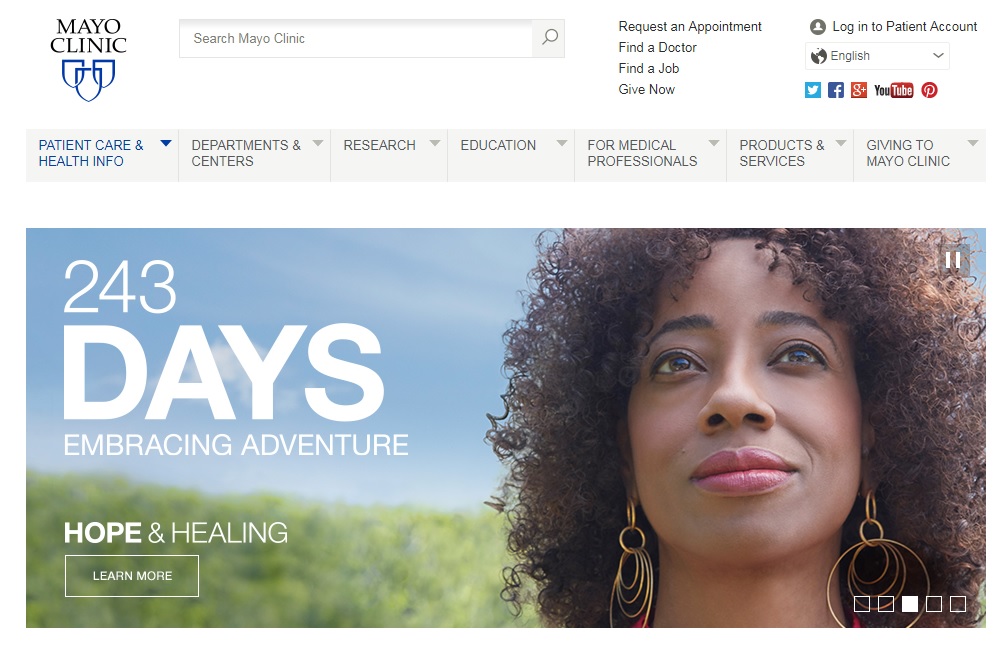 MAYO
CLINIC
Search Mayo Clinic
Request an Appointment
Find a Doctor
Find a Job
Give Now
Log in to Patient Account
English
You Tube
PATIENT CARE &
HEALTH INFO
DEPARTMENTS &
CENTERS
RESEARCH
EDUCATION
FOR MEDICAL
PROFESSIONALS
PRODUCTS &
SERVICES
GIVING TO
MAYO CLINIC
243
DAYS
EMBRACING ADVENTURE
HOPE & HEALING
LEARN MORE